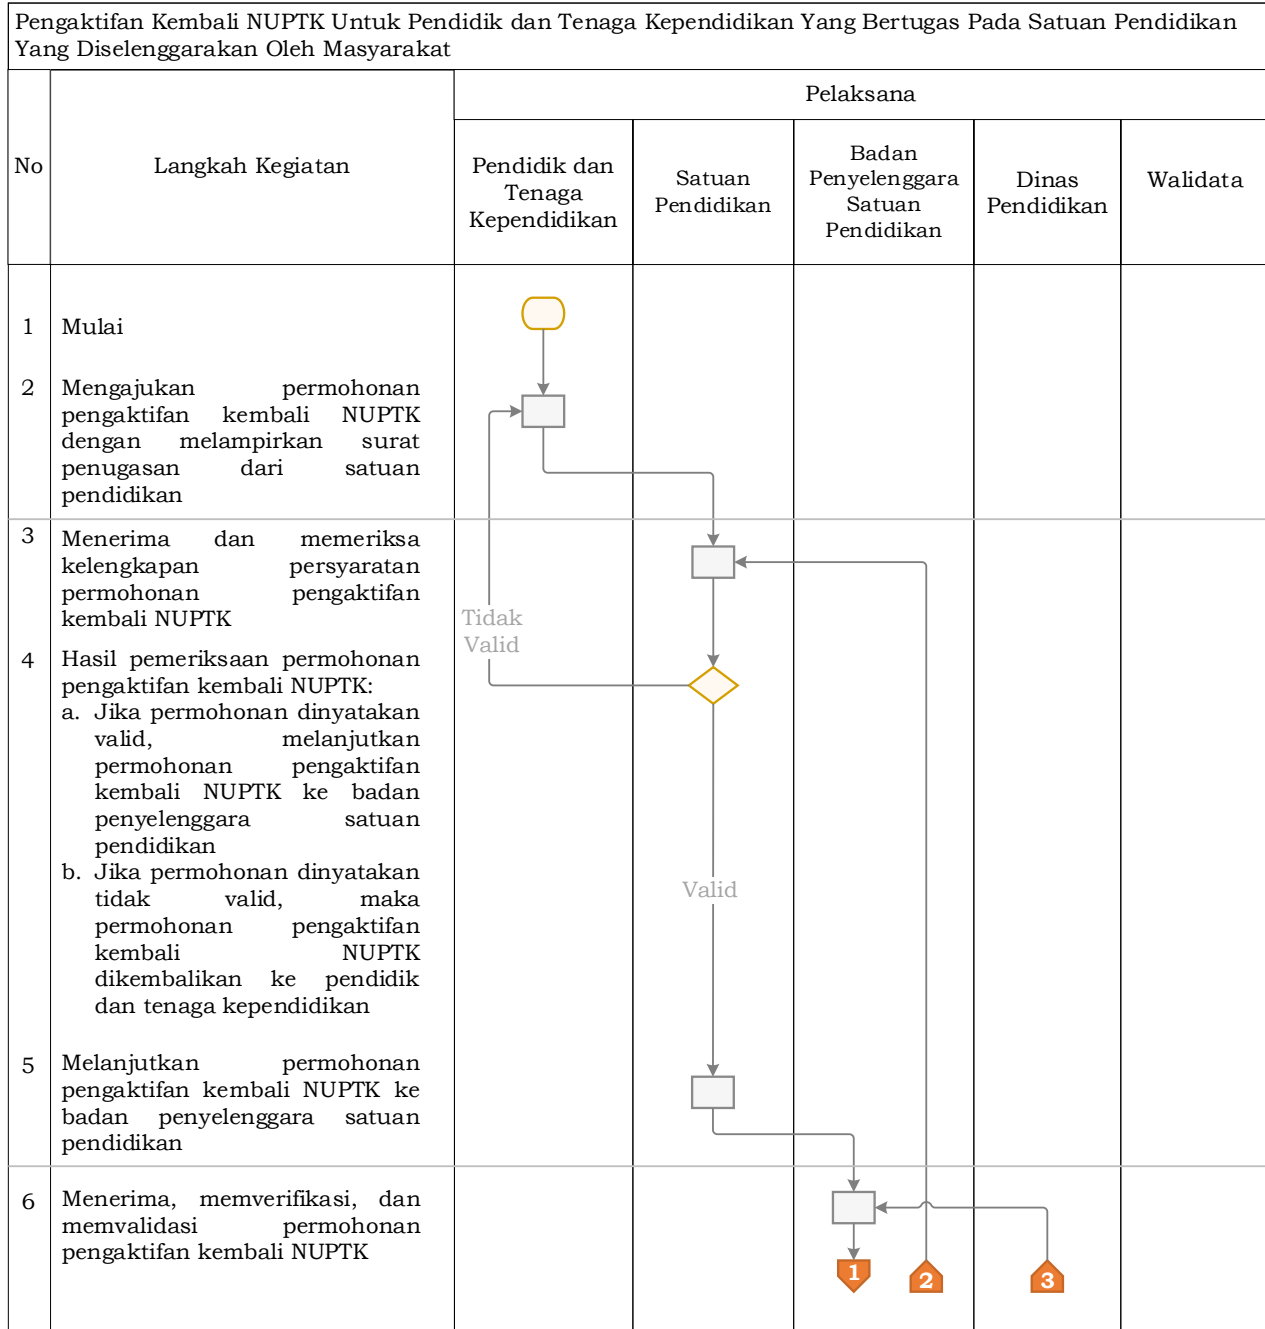 Pengaktifan Kembali NUPTK Untuk Pendidik dan Tenaga Kependidikan Yang Bertugas Pada Satuan Pendidikan
Yang Diselenggarakan Oleh Masyarakat
No
Langkah Kegiatan
Pelaksana
Pendidik dan
Tenaga
Kependidikan
Satuan
Pendidikan
Badan
Penyelenggara
Satuan
Pendidikan
Dinas
Pendidikan
Walidata
1
Mulai
2
Mengajukan permohonan
pengaktifan kembali NUPTK
dengan melampirkan surat
penugasan dari satuan
pendidikan
3
Menerima dan memeriksa
kelengkapan persyaratan
permohonan pengaktifan
kembali NUPTK
Tidak
Valid
4
Hasil pemeriksaan permohonan
pengaktifan kembali NUPTK:
a. Jika permohonan dinyatakan
valid, melanjutkan
permohonan pengaktifan
kembali NUPTK ke badan
penyelenggara satuan
pendidikan
b. Jika permohonan dinyatakan
tidak valid, maka
permohonan pengaktifan
kembali NUPTK
dikembalikan ke pendidik
dan tenaga kependidikan
Valid
5
Melanjutkan permohonan
pengaktifan kembali NUPTK ke
badan penyelenggara satuan
pendidikan
6
Menerima, memverifikasi, dan
memvalidasi permohonan
pengaktifan kembali NUPTK
1
2
3